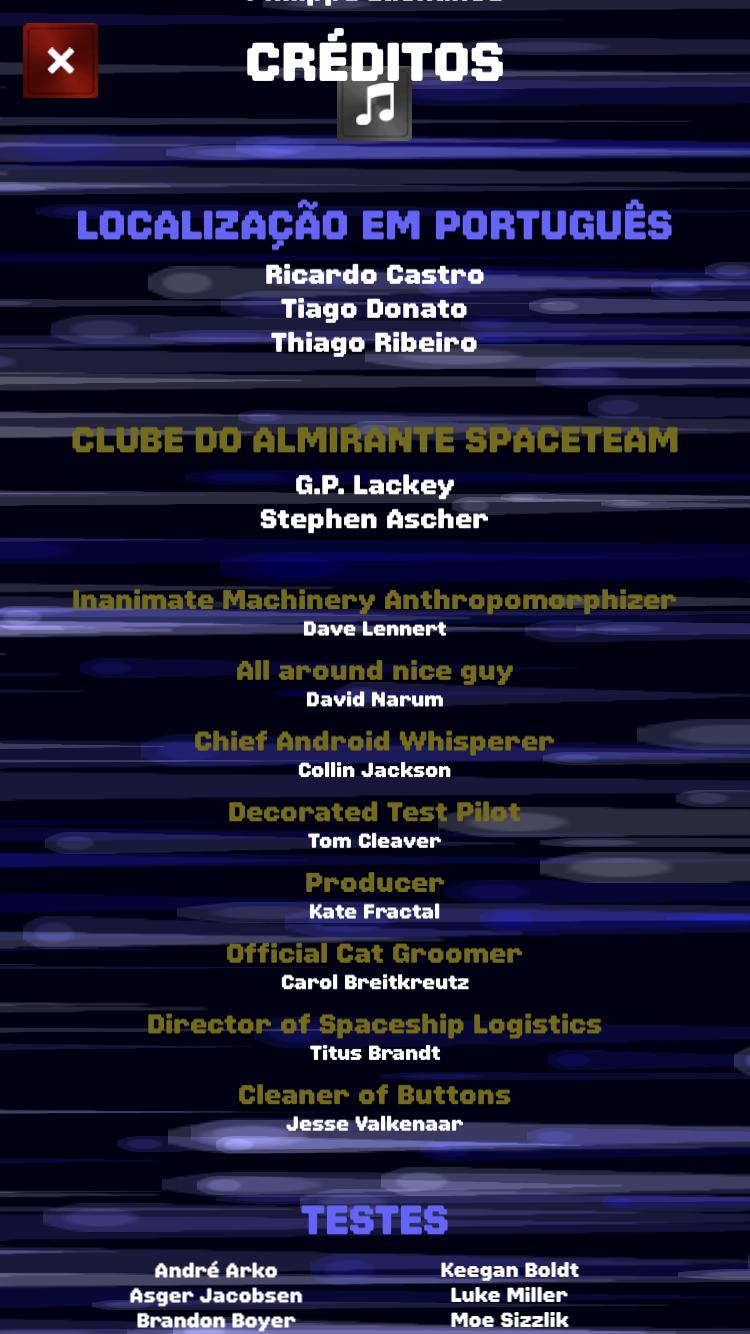 CRÉDITOS
LOCALIZAÇÃO EM PORTUGUÊS
Ricardo Castro
Tiago Donato
Thiago Ribeiro
CLUBE DO ALMIRANTE SPACETEAM
G.P. Lackey
Stephen Ascher
Inanimate Machinery Anthropomorphizer
Dave Lennert
All around nice guy
David Narum
Chief Android Whisperer
Collin Jackson
Decorated Test Pilot
Tom Cleaver
Producer
Kate Fractal
Official Cat Groomer
Carol Breitkreutz
Director of Spaceship Logistics
Titus Brandt
Cleaner of Buttons
Jesse Valkenaar
TESTES
André Arko
Keegan Boldt
Asger Jacobsen
Luke Miller
Brandon Boyer
Moe Sizzlik